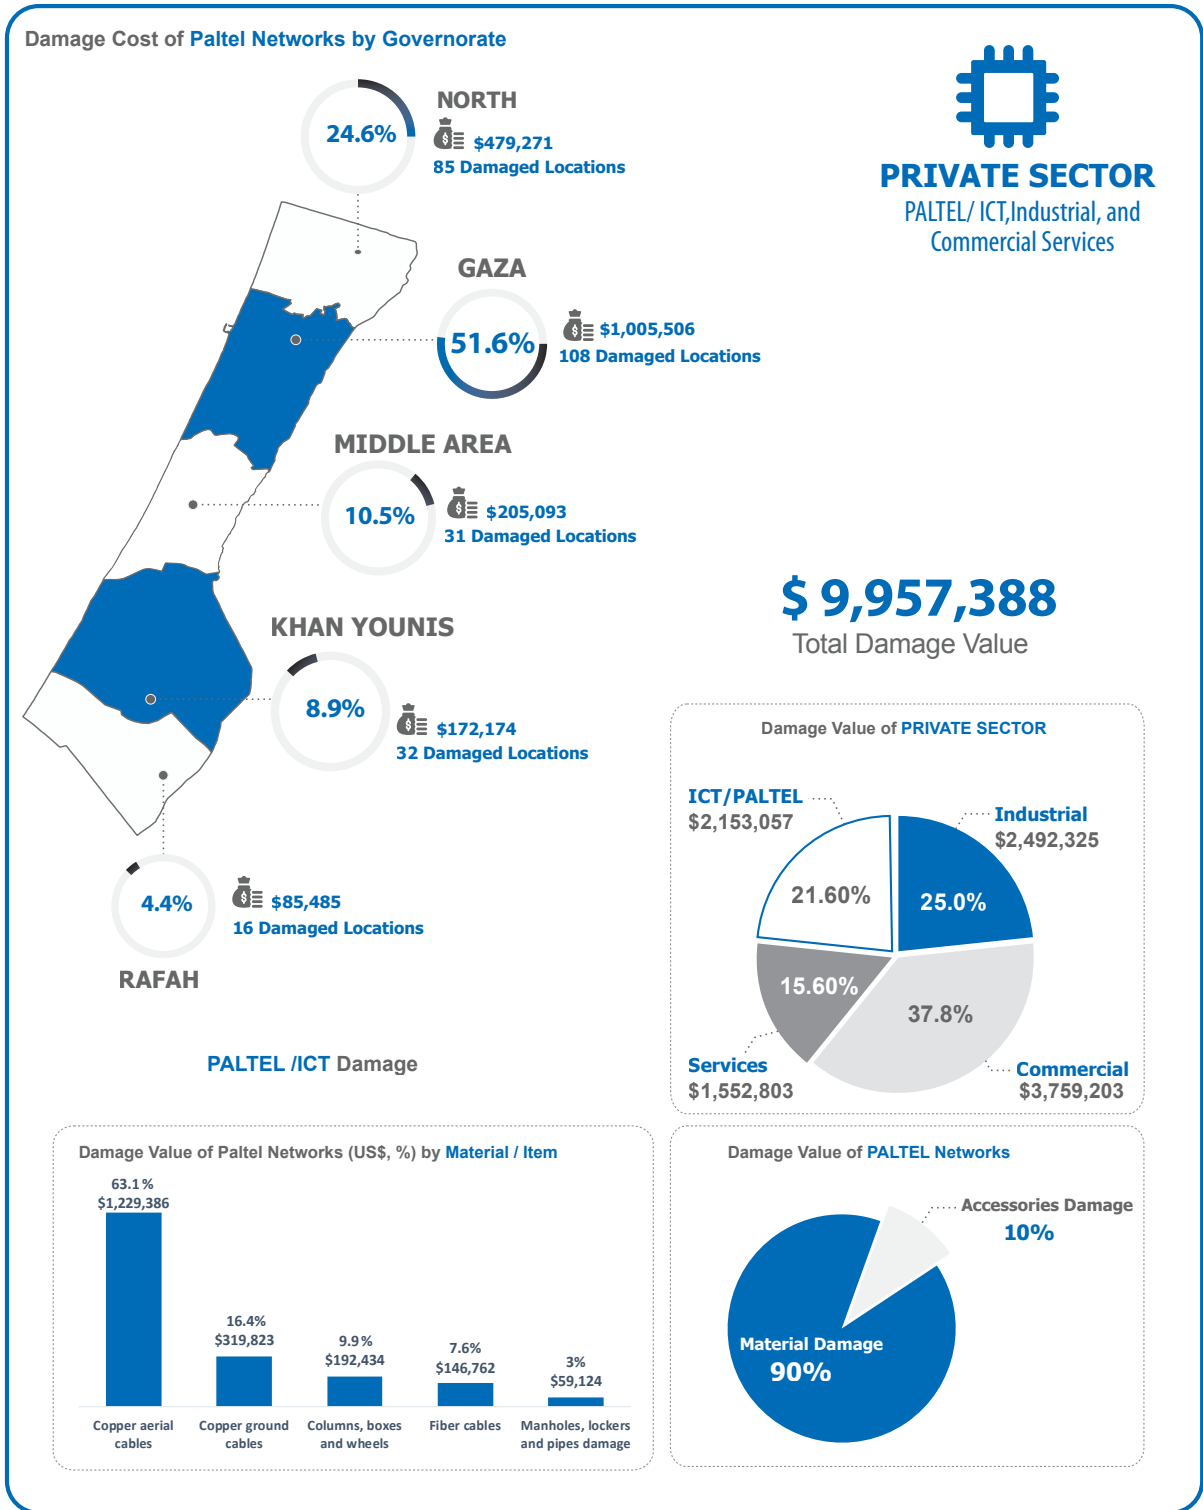 Damage Cost of Paltel Networks by Governorate
PRIVATE SECTOR
PALTEL/ ICT,Industrial, and
Commercial Services
24.6%
NORTH
$479,271
85 Damaged Locations
GAZA
51.6%
$1,005,506
108 Damaged Locations
MIDDLE AREA
10.5%
$205,093
31 Damaged Locations
KHAN YOUNIS
8.9%
$172,174
32 Damaged Locations
4.4%
$85,485
16 Damaged Locations
RAFAH
$ 9,957,388
Total Damage Value
Damage Value of PRIVATE SECTOR
ICT/PALTEL
$2,153,057
Industrial
$2,492,325
21.60%
25.0%
15.60%
37.8%
Services
$1,552,803
Commercial
$3,759,203
PALTEL /ICT Damage
Damage Value of Paltel Networks (US$, %) by Material / Item
63.1%
$1,229,386
16.4%
$319,823
9.9%
$192,434
7.6%
$146,762
3%
$59,124
Copper aerial
cables
Copper ground
cables
Columns, boxes
and wheels
Fiber cables
Manholes, lockers
and pipes damage
Damage Value of PALTEL Networks
Accessories Damage
10%
Material Damage
90%